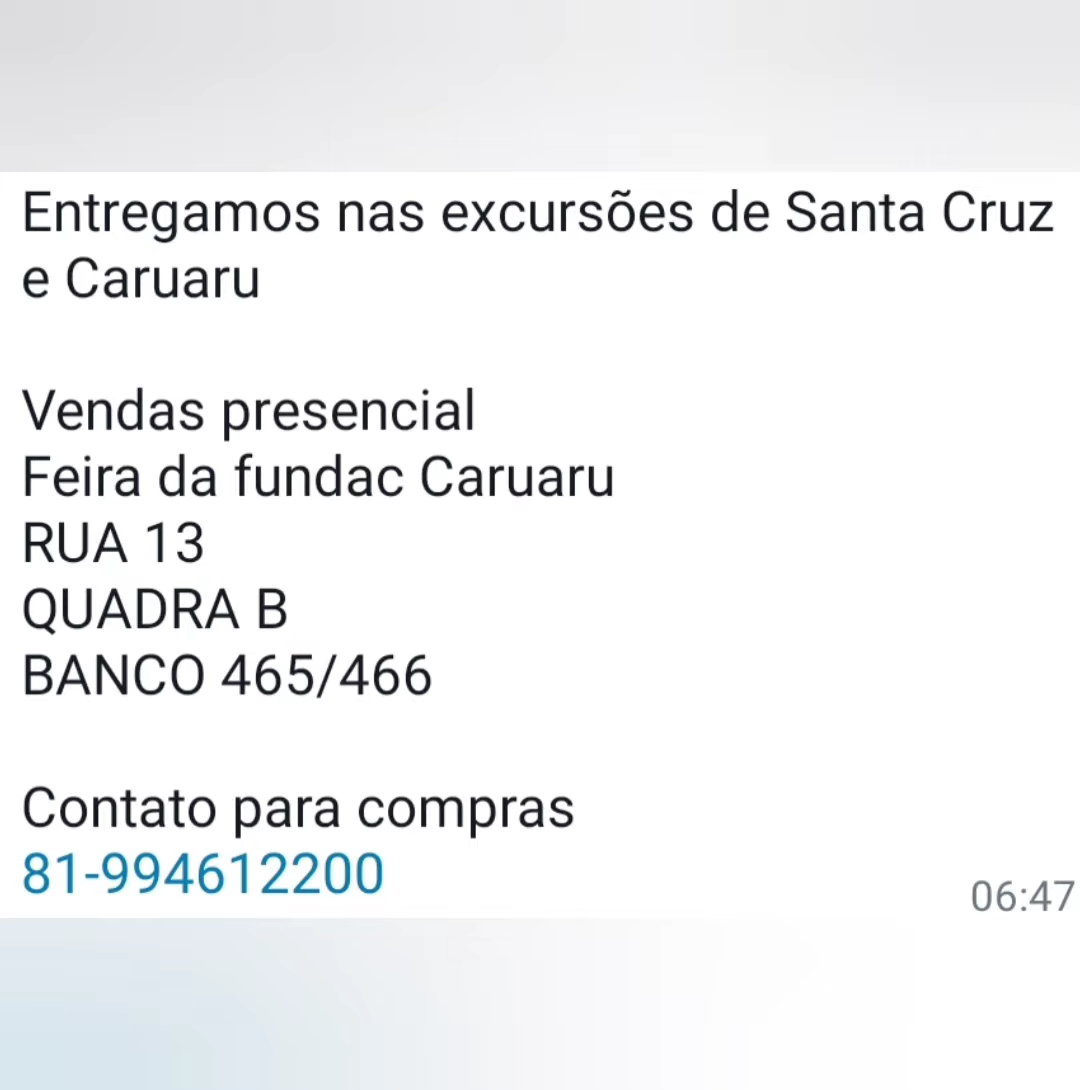 Entregamos nas excursões de Santa Cruz
e Caruaru
Vendas presencial
Feira da fundac Caruaru
RUA 13
QUADRA B
BANCO 465/466
Contato para compras
81-994612200
06:47